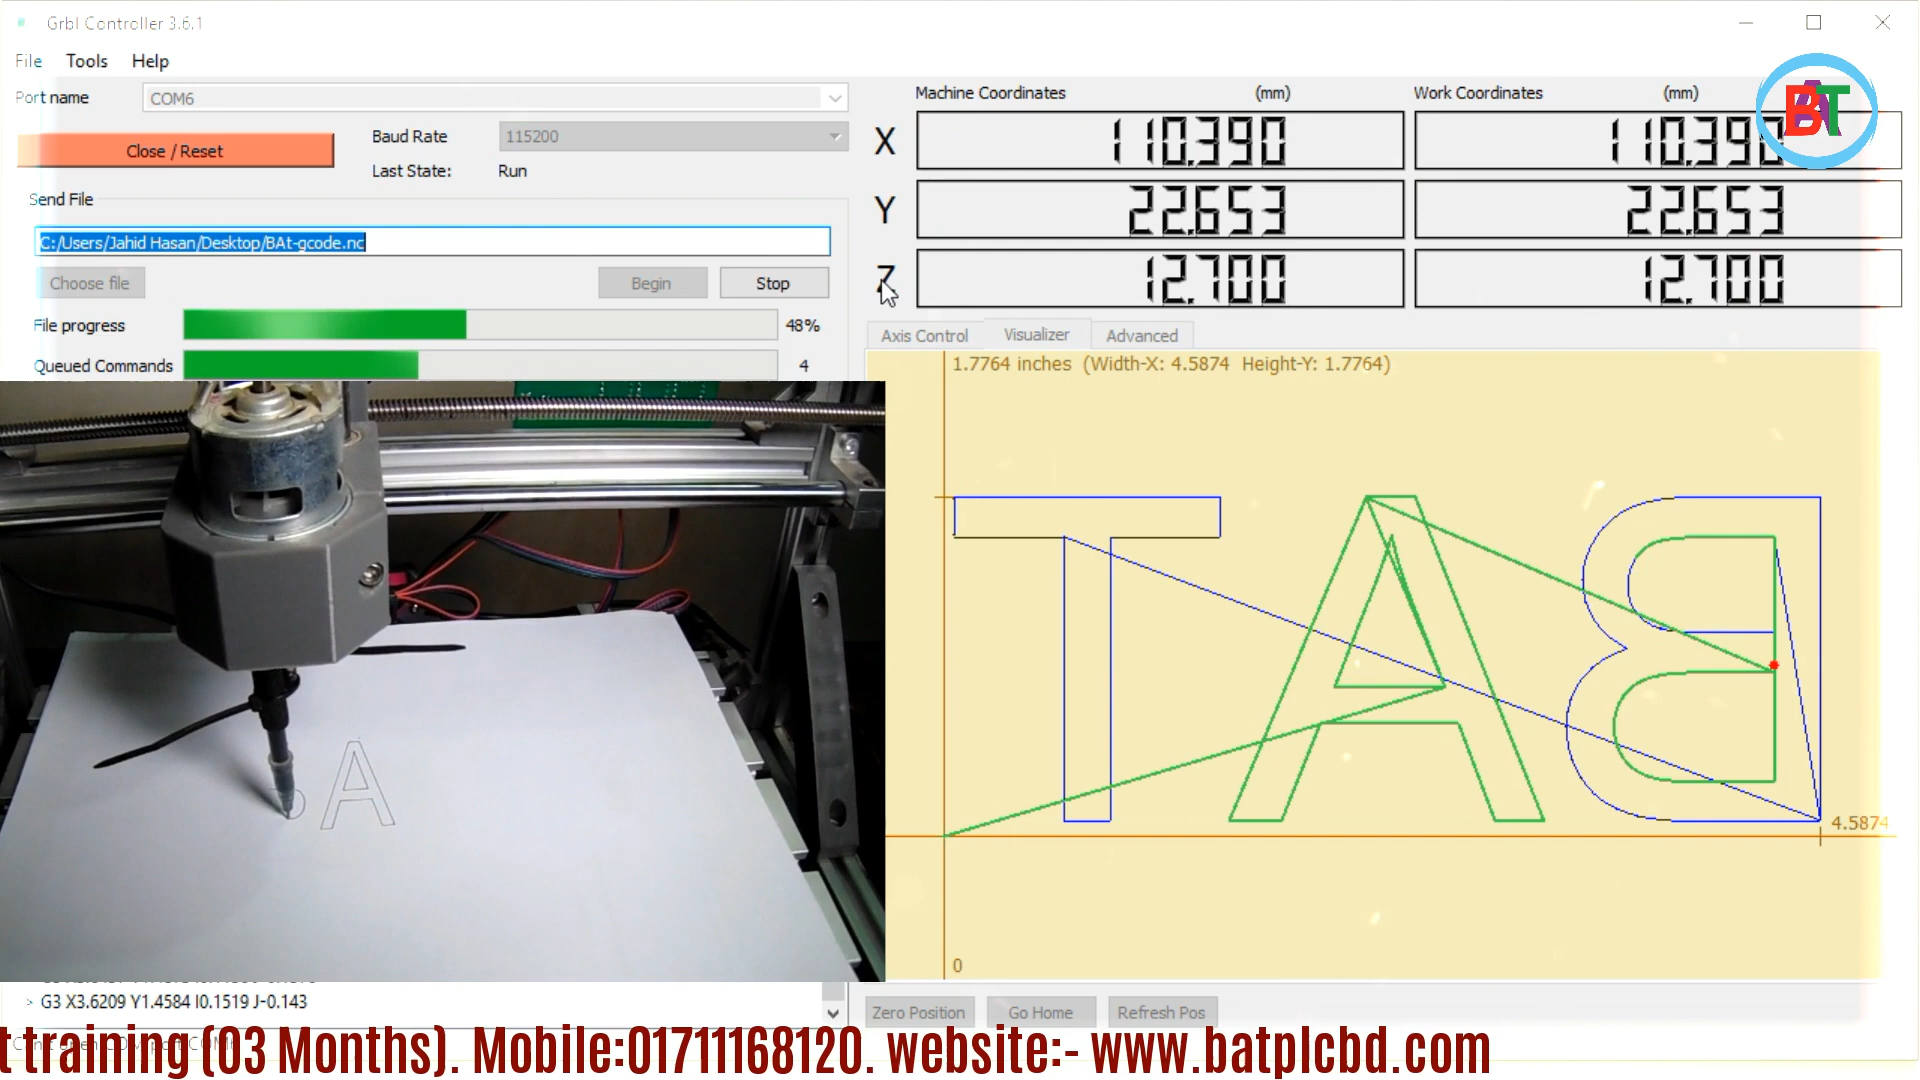 Grbl Controller 3.6.1
File Tools Help
Port name COM6
Close / Reset
Baud Rate 115200
Last State: Run
Send File
C:/Users/Jahid Hasan/Desktop/BAt-gcode.nc
Choose file Begin Stop
File progress 48%
Queued Commands 4
Machine Coordinates (mm) Work Coordinates (mm)
X 110.390 110.390
Y 22.653 22.653
Z 12.700 12.700
BAT
Axis Control Visualizer Advanced
1.7764 inches (Width-X: 4.5874 Height-Y: 1.7764)
4.5874
0
A
> G3 X3.6209 Y1.4584 I0.1519 J-0.143
Zero Position Go Home Refresh Pos
t training (03 Months). Mobile:01711168120. website:- www.batplcbd.com